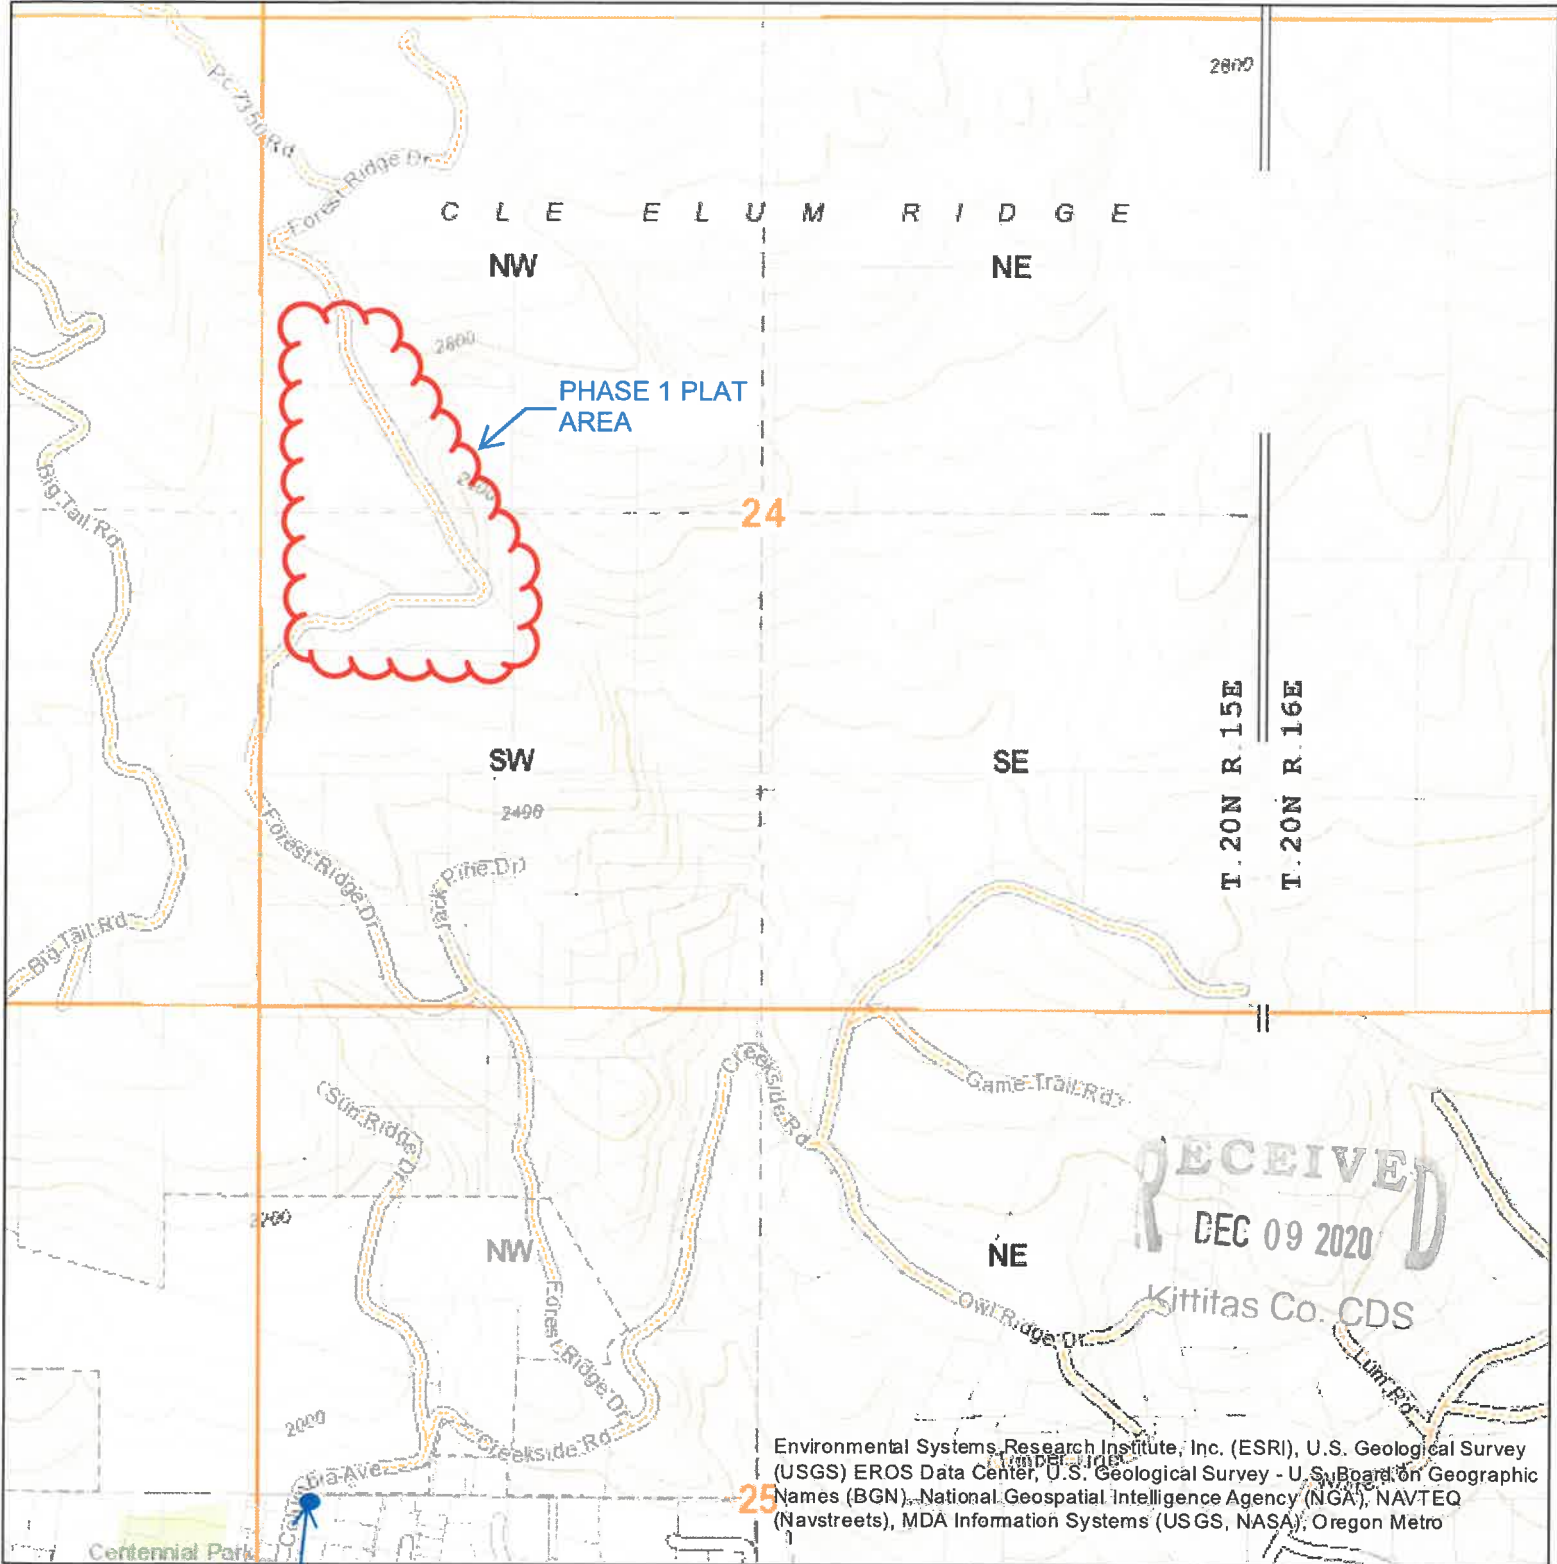 2800
Forest Ridge Dr
CLE ELUM RIDGE
NW
NE
2800
PHASE 1 PLAT
AREA
Big Tail Rd
24
T.20N R.15E
T.20N R.16E
SW
SE
2400
Forest Ridge Dr
Jack Pine Dr
Big Tail Rd
Creekside Rd
Game Trail Rd
Sun Ridge Dr
RECEIVED
DEC 09 2020
Kittitas Co. CDS
2200
NW
NE
Owl Ridge Dr
Forest Ridge Dr
Lum Rd
2000
Creekside Rd
Environmental Systems Research Institute, Inc. (ESRI), U.S. Geological Survey
(USGS) EROS Data Center, U.S. Geological Survey - U.S. Board on Geographic
Names (BGN), National Geospatial Intelligence Agency (NGA), NAVTEQ
(Navstreets), MDA Information Systems (USGS, NASA), Oregon Metro
25
Centennial Park